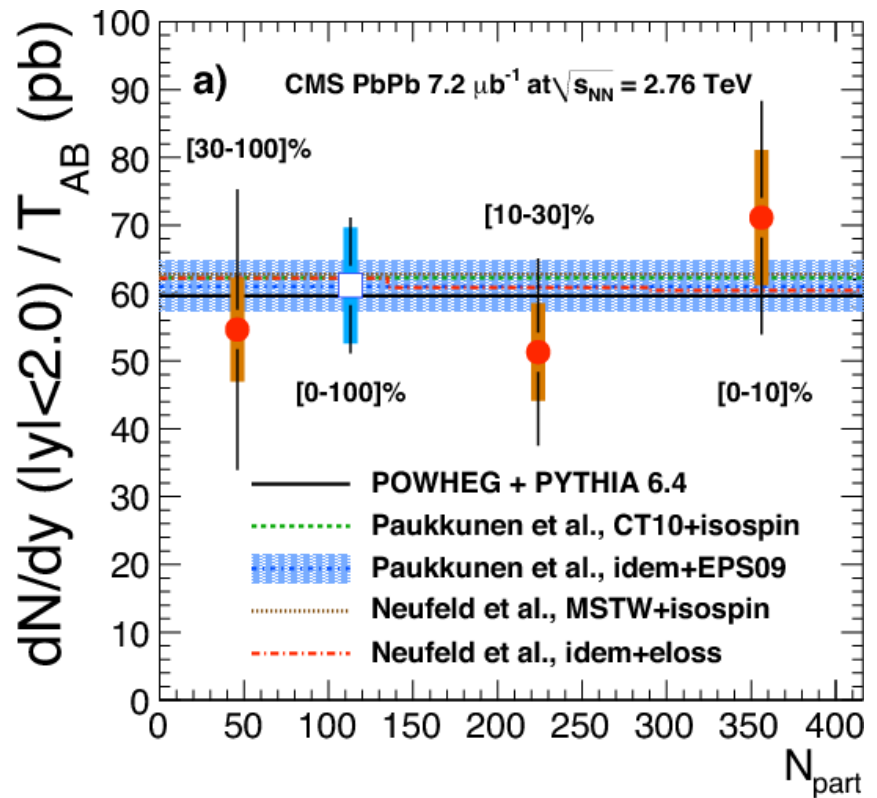 dN/dy (|y|<2.0) / T_AB (pb)
100
90
80
70
60
50
40
30
20
10
0
a) CMS PbPb 7.2 μb⁻¹ at √s_NN = 2.76 TeV
[30-100]%
[10-30]%
[0-100]%
[0-10]%
POWHEG + PYTHIA 6.4
Paukkunen et al., CT10+isospin
Paukkunen et al., idem+EPS09
Neufeld et al., MSTW+isospin
Neufeld et al., idem+eloss
0 50 100 150 200 250 300 350 400
N_part